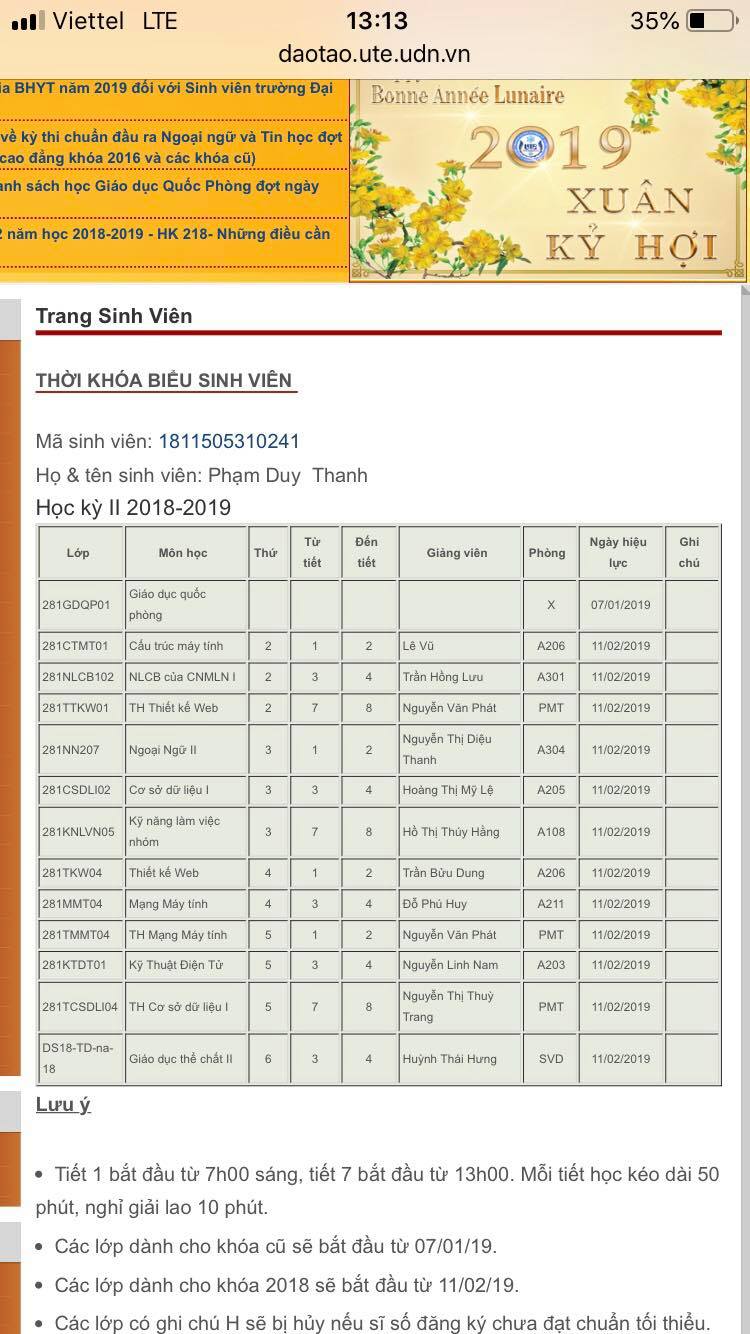 Viettel LTE 13:13 35%
daotao.ute.udn.vn
ia BHYT năm 2019 đối với Sinh viên trường Đại
về kỳ thi chuẩn đầu ra Ngoại ngữ và Tin học đợt
cao đẳng khóa 2016 và các khóa cũ)
anh sách học Giáo dục Quốc Phòng đợt ngày
2 năm học 2018-2019 - HK 218- Những điều cần
Bonne Année Lunaire
2019
XUÂN
KỶ HỢI
Trang Sinh Viên
THỜI KHÓA BIỂU SINH VIÊN
Mã sinh viên: 1811505310241
Họ & tên sinh viên: Phạm Duy Thanh
Học kỳ II 2018-2019
Lớp Môn học Thứ Từ tiết Đến tiết Giảng viên Phòng Ngày hiệu lực Ghi chú
281GDQP01 Giáo dục quốc phòng X 07/01/2019
281CTMT01 Cấu trúc máy tính 2 1 2 Lê Vũ A206 11/02/2019
281NLCB102 NLCB của CNMLN I 2 3 4 Trần Hồng Lưu A301 11/02/2019
281TTKW01 TH Thiết kế Web 2 7 8 Nguyễn Văn Phát PMT 11/02/2019
281NN207 Ngoại Ngữ II 3 1 2 Nguyễn Thị Diệu Thanh A304 11/02/2019
281CSDLI02 Cơ sở dữ liệu I 3 3 4 Hoàng Thị Mỹ Lệ A205 11/02/2019
281KNLVN05 Kỹ năng làm việc nhóm 3 7 8 Hồ Thị Thúy Hằng A108 11/02/2019
281TKW04 Thiết kế Web 4 1 2 Trần Bửu Dung A206 11/02/2019
281MMT04 Mạng Máy tính 4 3 4 Đỗ Phú Huy A211 11/02/2019
281TMMT04 TH Mạng Máy tính 5 1 2 Nguyễn Văn Phát PMT 11/02/2019
281KTDT01 Kỹ Thuật Điện Tử 5 3 4 Nguyễn Linh Nam A203 11/02/2019
281TCSDLI04 TH Cơ sở dữ liệu I 5 7 8 Nguyễn Thị Thuỳ Trang PMT 11/02/2019
DS18-TD-na-18 Giáo dục thể chất II 6 3 4 Huỳnh Thái Hưng SVD 11/02/2019
Lưu ý
• Tiết 1 bắt đầu từ 7h00 sáng, tiết 7 bắt đầu từ 13h00. Mỗi tiết học kéo dài 50
phút, nghỉ giải lao 10 phút.
• Các lớp dành cho khóa cũ sẽ bắt đầu từ 07/01/19.
• Các lớp dành cho khóa 2018 sẽ bắt đầu từ 11/02/19.
• Các lớp có ghi chú H sẽ bị hủy nếu sĩ số đăng ký chưa đạt chuẩn tối thiểu.